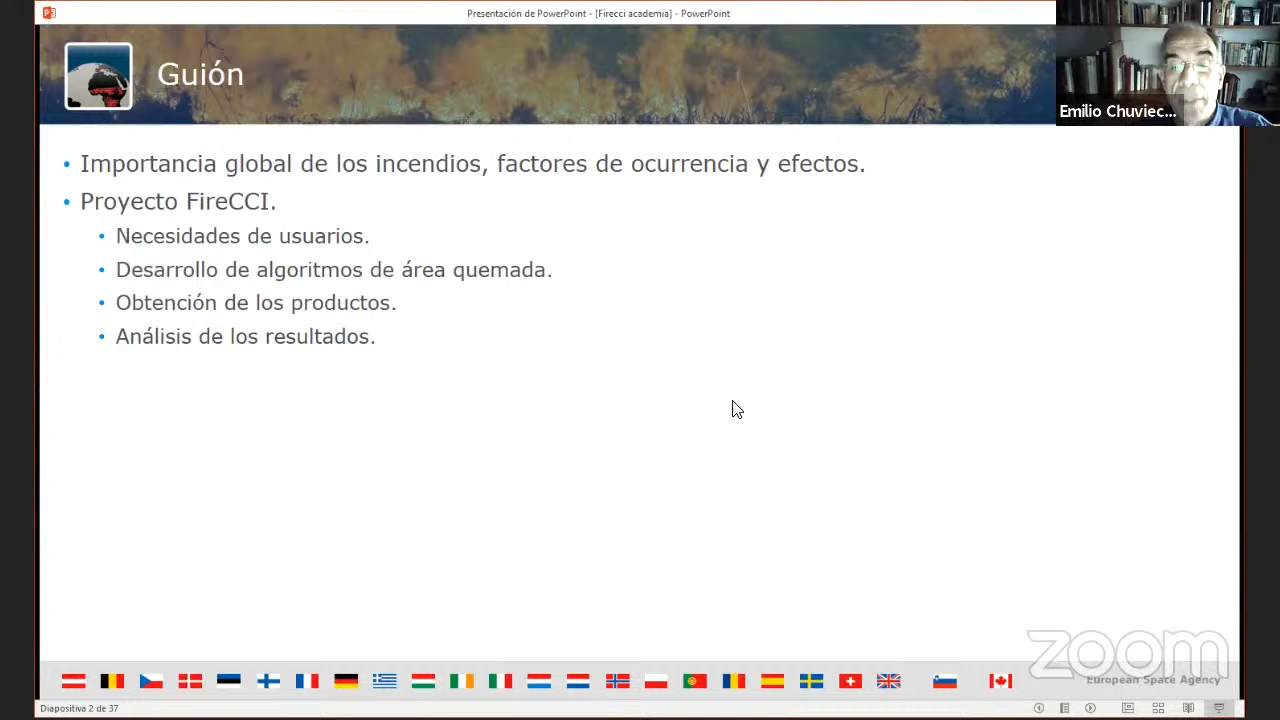 Presentación de PowerPoint - [Firecci academia] - PowerPoint
Guión
Emilio Chuviec...
• Importancia global de los incendios, factores de ocurrencia y efectos.
• Proyecto FireCCI.
• Necesidades de usuarios.
• Desarrollo de algoritmos de área quemada.
• Obtención de los productos.
• Análisis de los resultados.
zoom
European Space Agency
Diapositiva 2 de 37